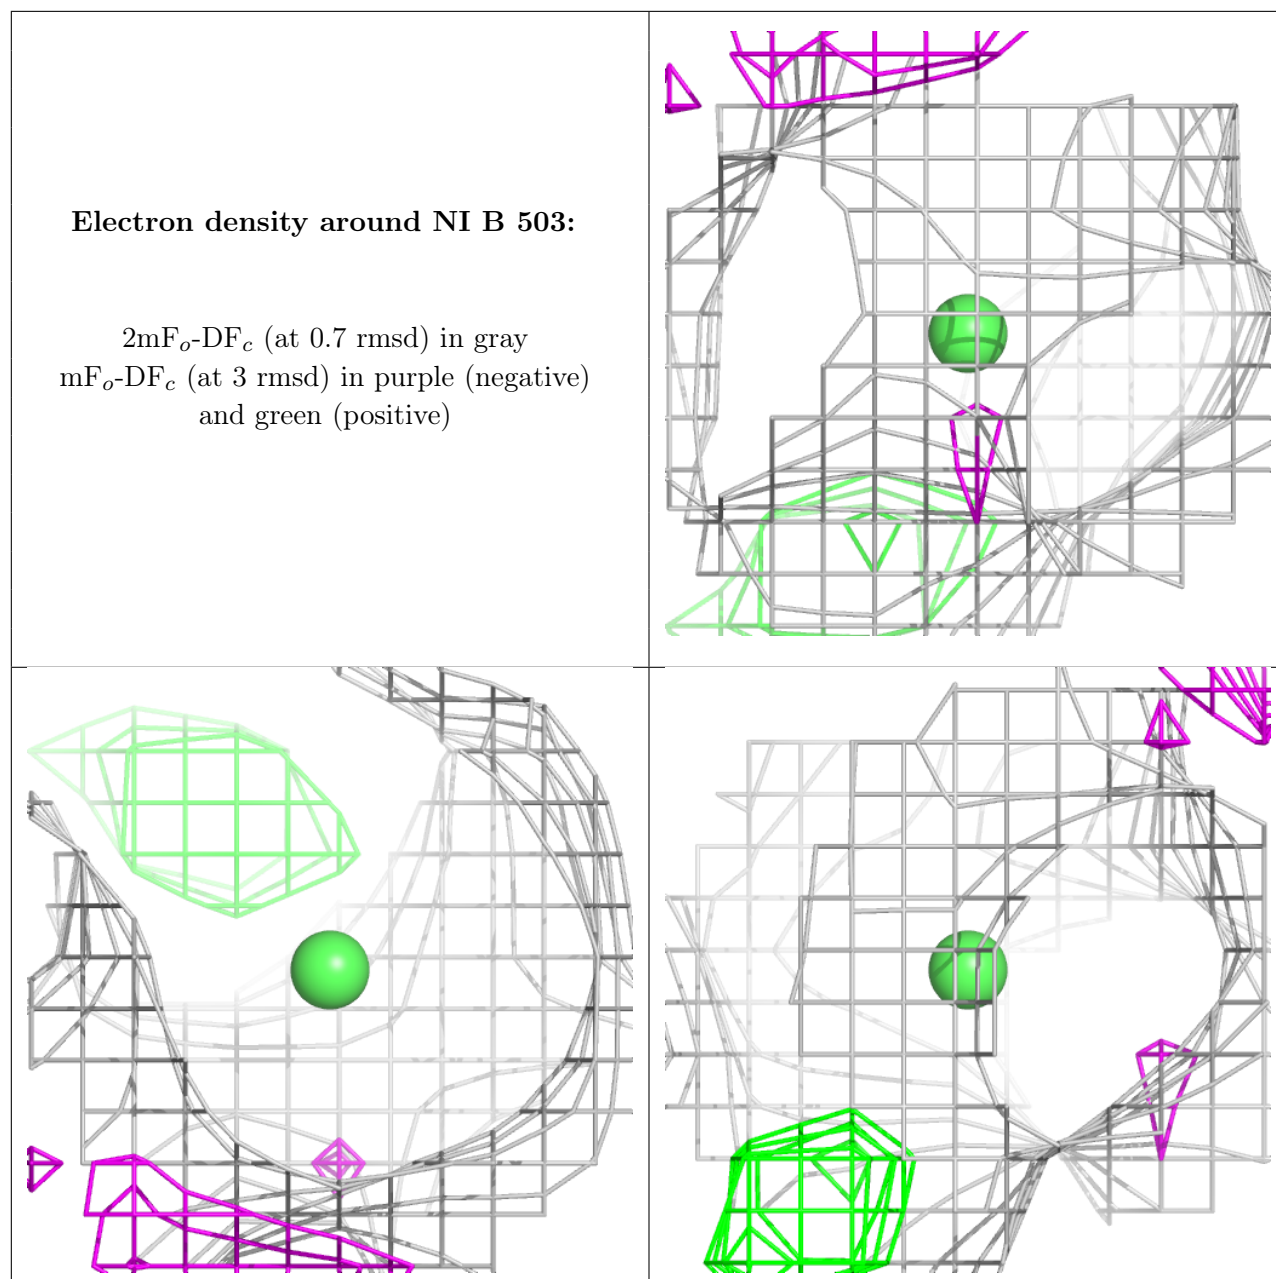 Electron density around NI B 503:
2mFₒ-DF𝒸 (at 0.7 rmsd) in gray
mFₒ-DF𝒸 (at 3 rmsd) in purple (negative)
and green (positive)